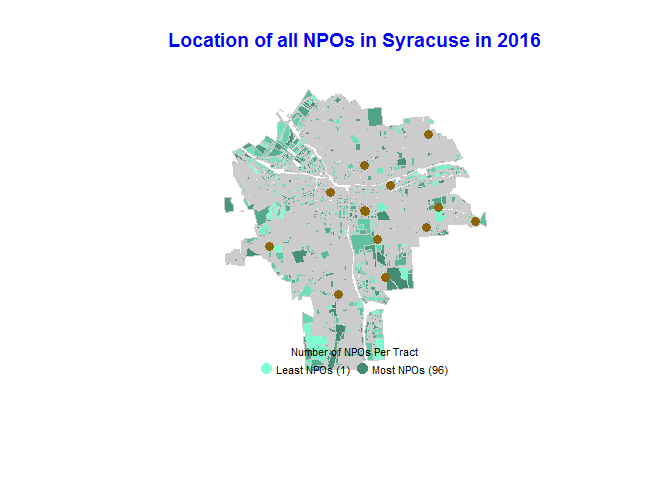 Location of all NPOs in Syracuse in 2016
Number of NPOs Per Tract
Least NPOs (1) Most NPOs (96)